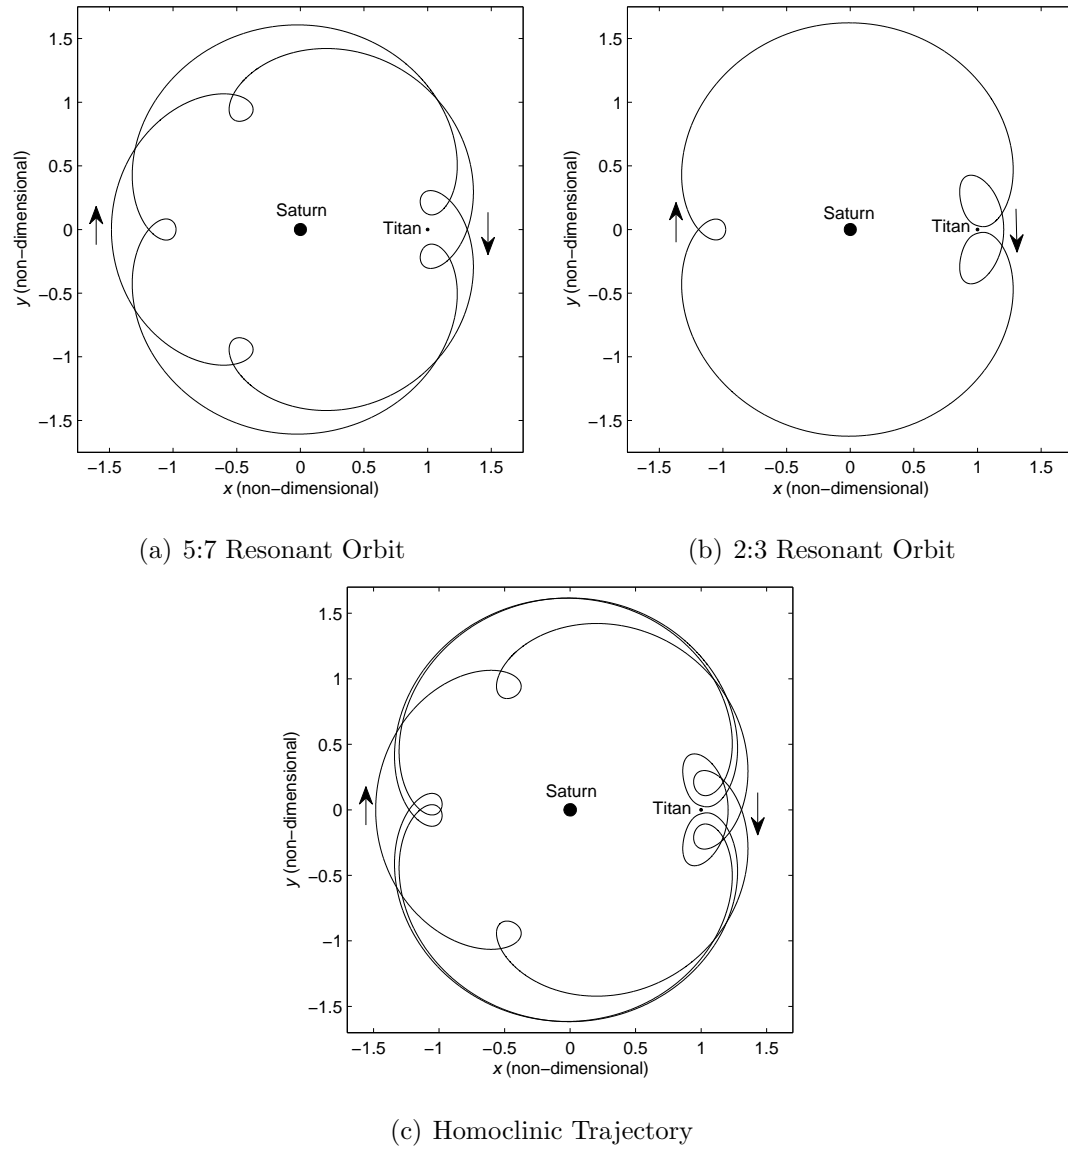 1.5
1
0.5
0
−0.5
−1
−1.5
y (non−dimensional)
Saturn
Titan
−1.5 −1 −0.5 0 0.5 1 1.5
x (non−dimensional)
(a) 5:7 Resonant Orbit
1.5
1
0.5
0
−0.5
−1
−1.5
y (non−dimensional)
Saturn
Titan
−1.5 −1 −0.5 0 0.5 1 1.5
x (non−dimensional)
(b) 2:3 Resonant Orbit
1.5
1
0.5
0
−0.5
−1
−1.5
y (non−dimensional)
Saturn
Titan
−1.5 −1 −0.5 0 0.5 1 1.5
x (non−dimensional)
(c) Homoclinic Trajectory